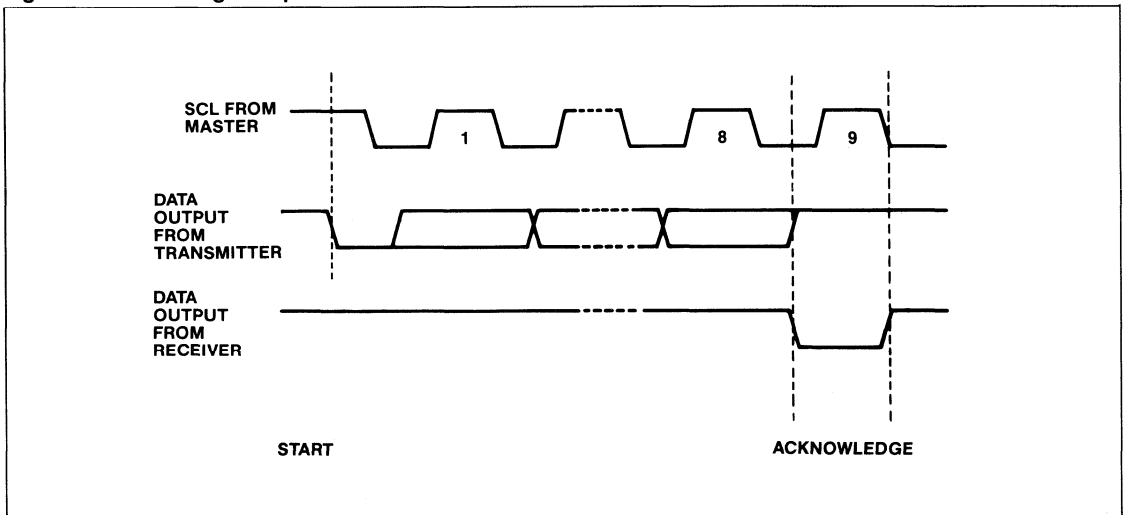 SCL FROM
MASTER
1
8
9
DATA
OUTPUT
FROM
TRANSMITTER
DATA
OUTPUT
FROM
RECEIVER
START
ACKNOWLEDGE